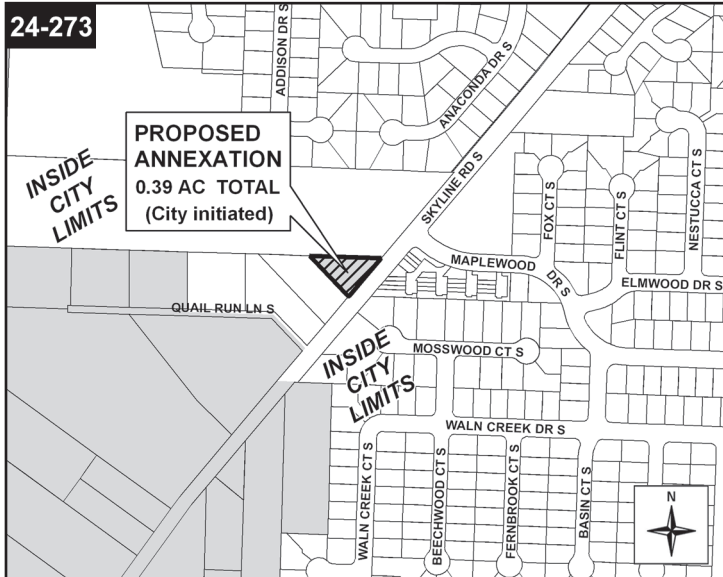 24-273
ADDISON DR S
ANACONDA DR S
PROPOSED
ANNEXATION
0.39 AC TOTAL
(City initiated)
INSIDE
CITY
LIMITS
SKYLINE RD S
FOX CT S
FLINT CT S
NESTUCCA CT S
MAPLEWOOD DR S
ELMWOOD DR S
QUAIL RUN LN S
INSIDE
CITY
LIMITS
MOSSWOOD CT S
WALN CREEK DR S
WALN CREEK CT S
BEECHWOOD CT S
FERNBROOK CT S
BASIN CT S
N